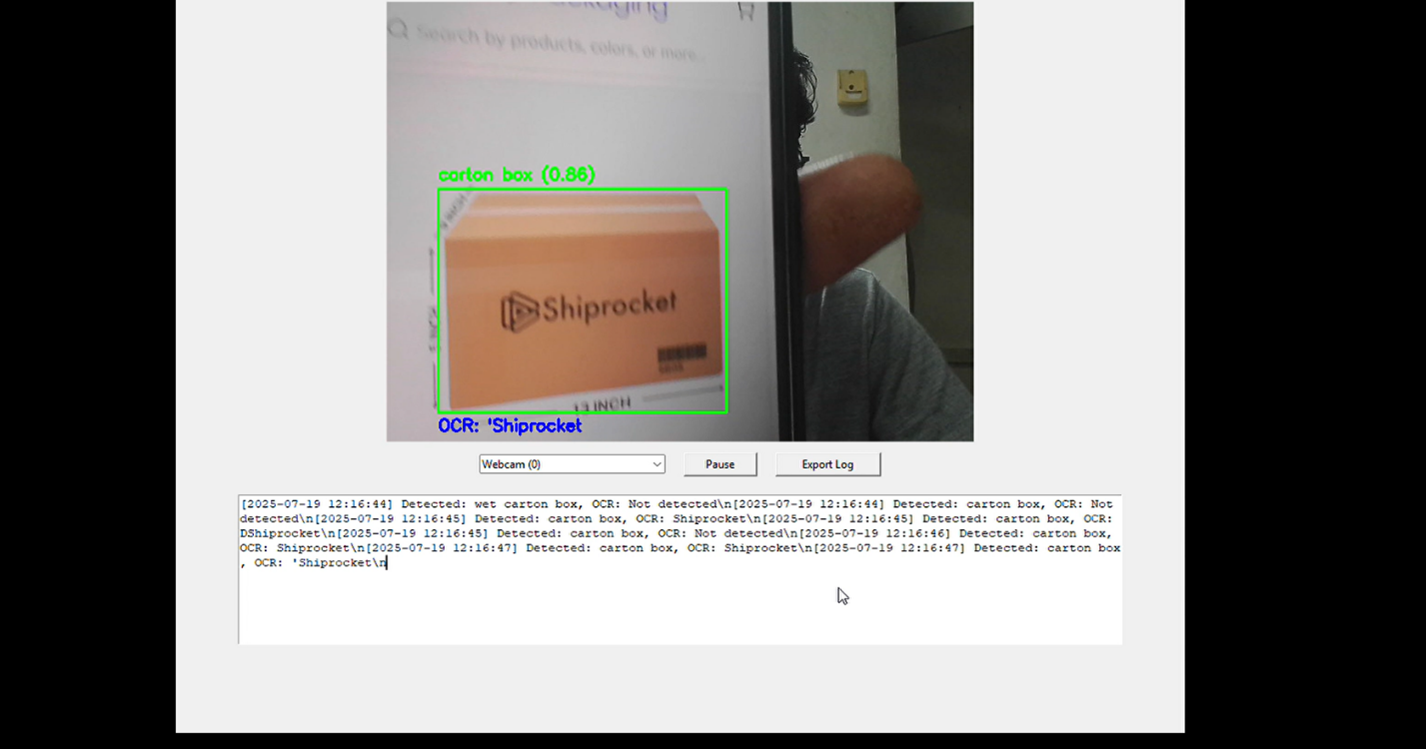 ckaging
Search by products, colors, or more...
carton box (0.86)
Shiprocket
13 INCH
OCR: 'Shiprocket
Webcam (0)
Pause
Export Log
[2025-07-19 12:16:44] Detected: wet carton box, OCR: Not detected\n[2025-07-19 12:16:44] Detected: carton box, OCR: Not
detected\n[2025-07-19 12:16:45] Detected: carton box, OCR: Shiprocket\n[2025-07-19 12:16:45] Detected: carton box, OCR:
DShiprocket\n[2025-07-19 12:16:45] Detected: carton box, OCR: Not detected\n[2025-07-19 12:16:46] Detected: carton box,
OCR: Shiprocket\n[2025-07-19 12:16:47] Detected: carton box, OCR: Shiprocket\n[2025-07-19 12:16:47] Detected: carton box
, OCR: 'Shiprocket\n